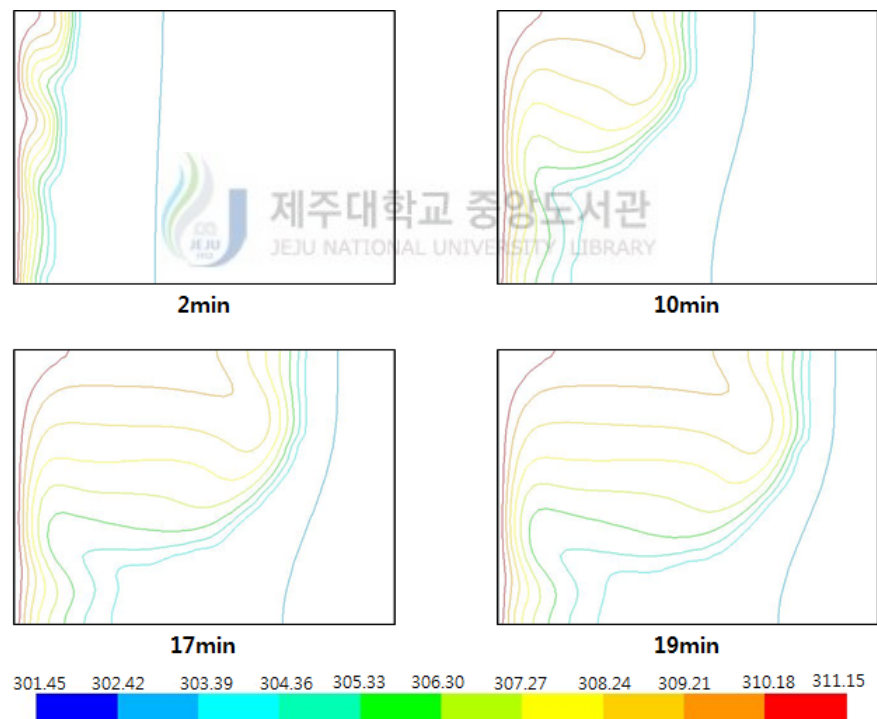 제주대학교 중앙도서관
JEJU NATIONAL UNIVERSITY LIBRARY
JEJU
1952
2min
10min
17min
19min
301.45 302.42 303.39 304.36 305.33 306.30 307.27 308.24 309.21 310.18 311.15